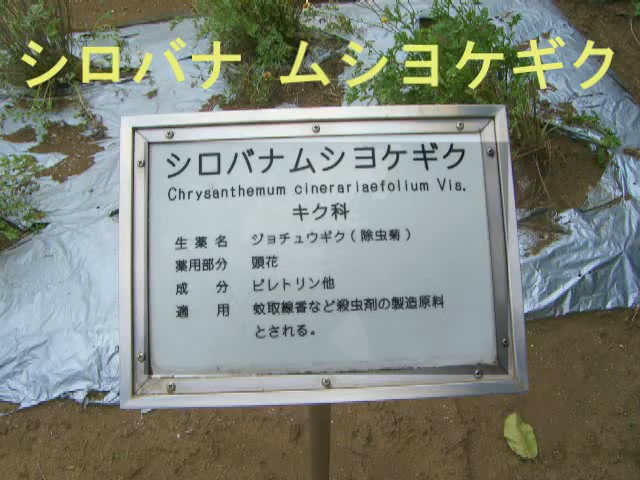 シロバナ ムシヨケギク
シロバナムシヨケギク
Chrysanthemum cinerariaefolium Vis.
キク科
生薬名 ジョチュウギク(除虫菊)
薬用部分 頭花
成分 ピレトリン他
適用 蚊取線香など殺虫剤の製造原料
とされる。